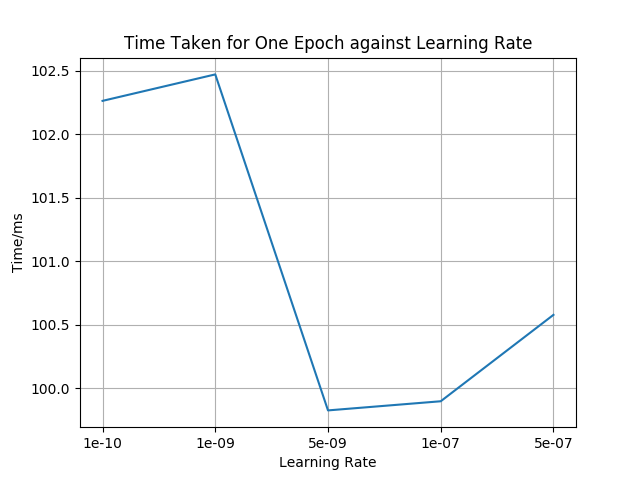 Time Taken for One Epoch against Learning Rate
102.5
102.0
101.5
101.0
100.5
100.0
Time/ms
1e-10 1e-09 5e-09 1e-07 5e-07
Learning Rate